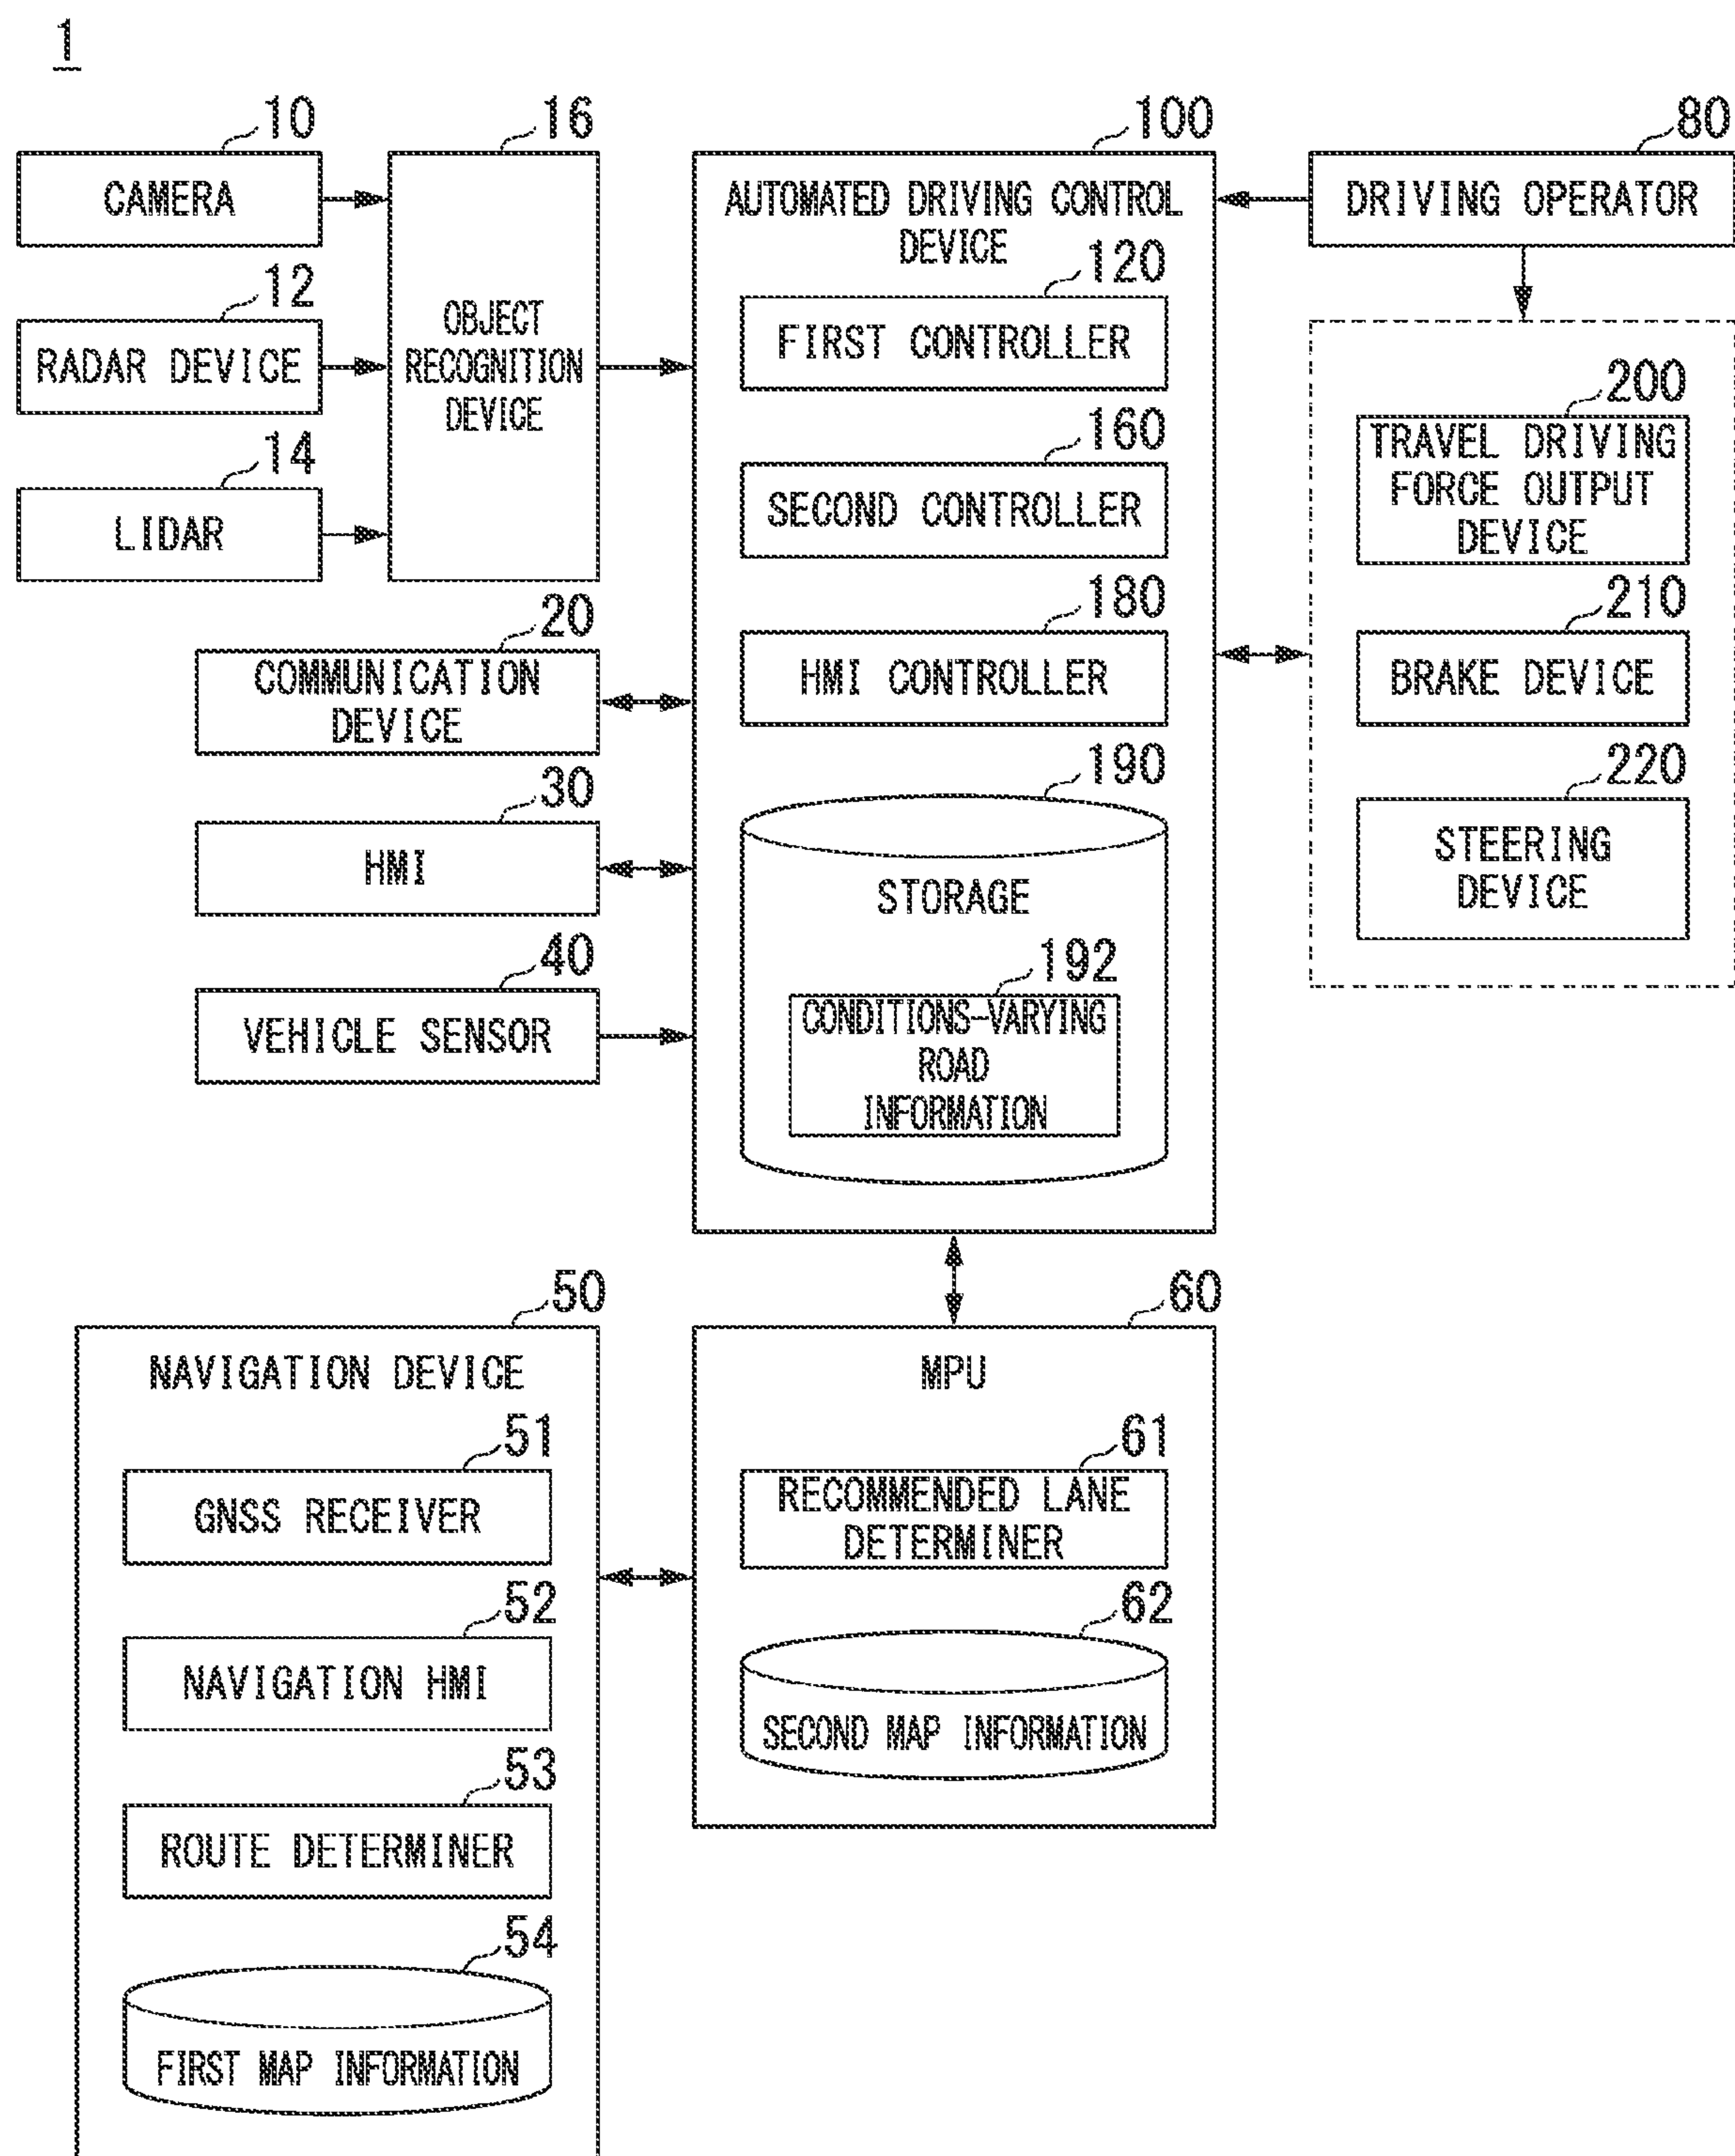 1
10
CAMERA
12
RADAR DEVICE
14
LIDAR
16
OBJECT
RECOGNITION
DEVICE
20
COMMUNICATION
DEVICE
30
HMI
40
VEHICLE SENSOR
100
AUTOMATED DRIVING CONTROL
DEVICE
120
FIRST CONTROLLER
160
SECOND CONTROLLER
180
HMI CONTROLLER
190
STORAGE
192
CONDITIONS-VARYING
ROAD
INFORMATION
80
DRIVING OPERATOR
200
TRAVEL DRIVING
FORCE OUTPUT
DEVICE
210
BRAKE DEVICE
220
STEERING
DEVICE
50
NAVIGATION DEVICE
51
GNSS RECEIVER
52
NAVIGATION HMI
53
ROUTE DETERMINER
54
FIRST MAP INFORMATION
60
MPU
61
RECOMMENDED LANE
DETERMINER
62
SECOND MAP INFORMATION